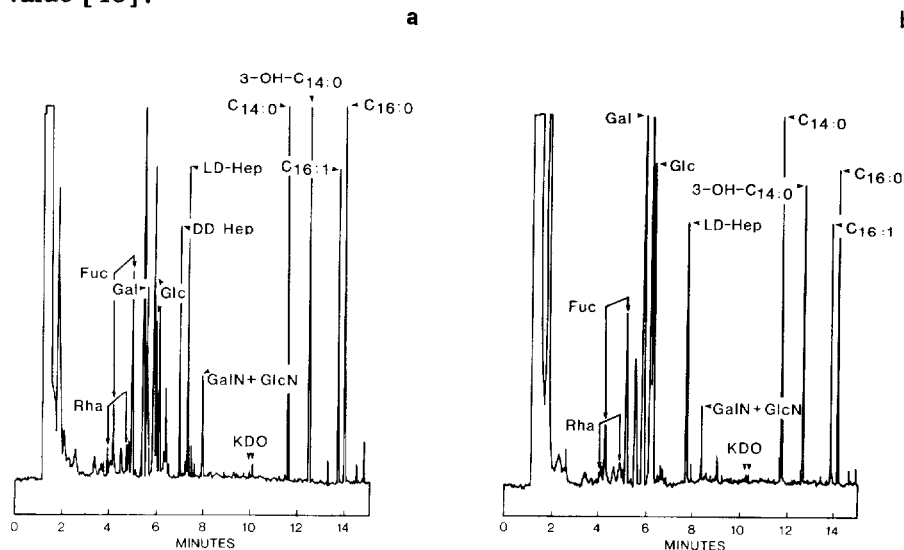 value [48].
a
3-OH-C14:0
C14:0
C16:0
C16:1
LD-Hep
DD Hep
Fuc
Gal
Glc
GalN+GlcN
Rha
KDO
0 2 4 6 8 10 12 14
MINUTES
Gal
C14:0
Glc
C16:0
3-OH-C14:0
LD-Hep
C16:1
Fuc
GalN+GlcN
Rha
KDO
0 2 4 6 8 10 12 14
MINUTES